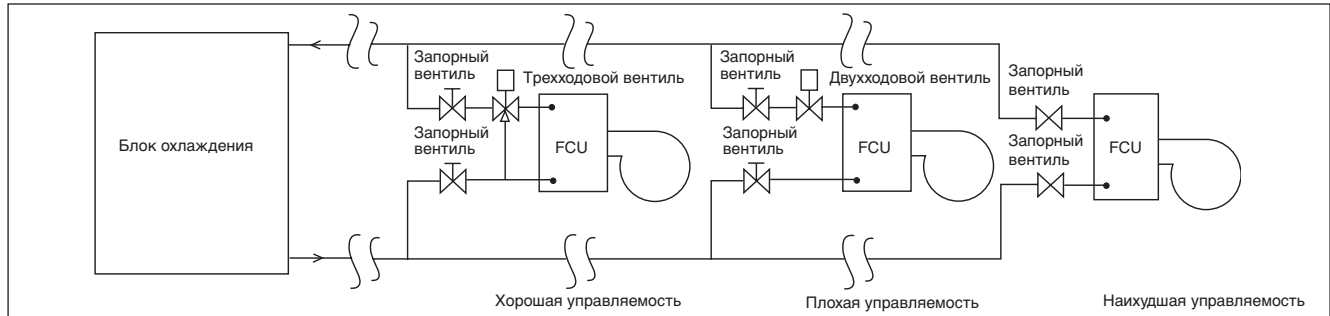 Блок охлаждения
Запорный
вентиль
Трехходовой вентиль
Запорный
вентиль
FCU
Запорный
вентиль
Двухходовой вентиль
Запорный
вентиль
FCU
Запорный
вентиль
Запорный
вентиль
FCU
Хорошая управляемость
Плохая управляемость
Наихудшая управляемость